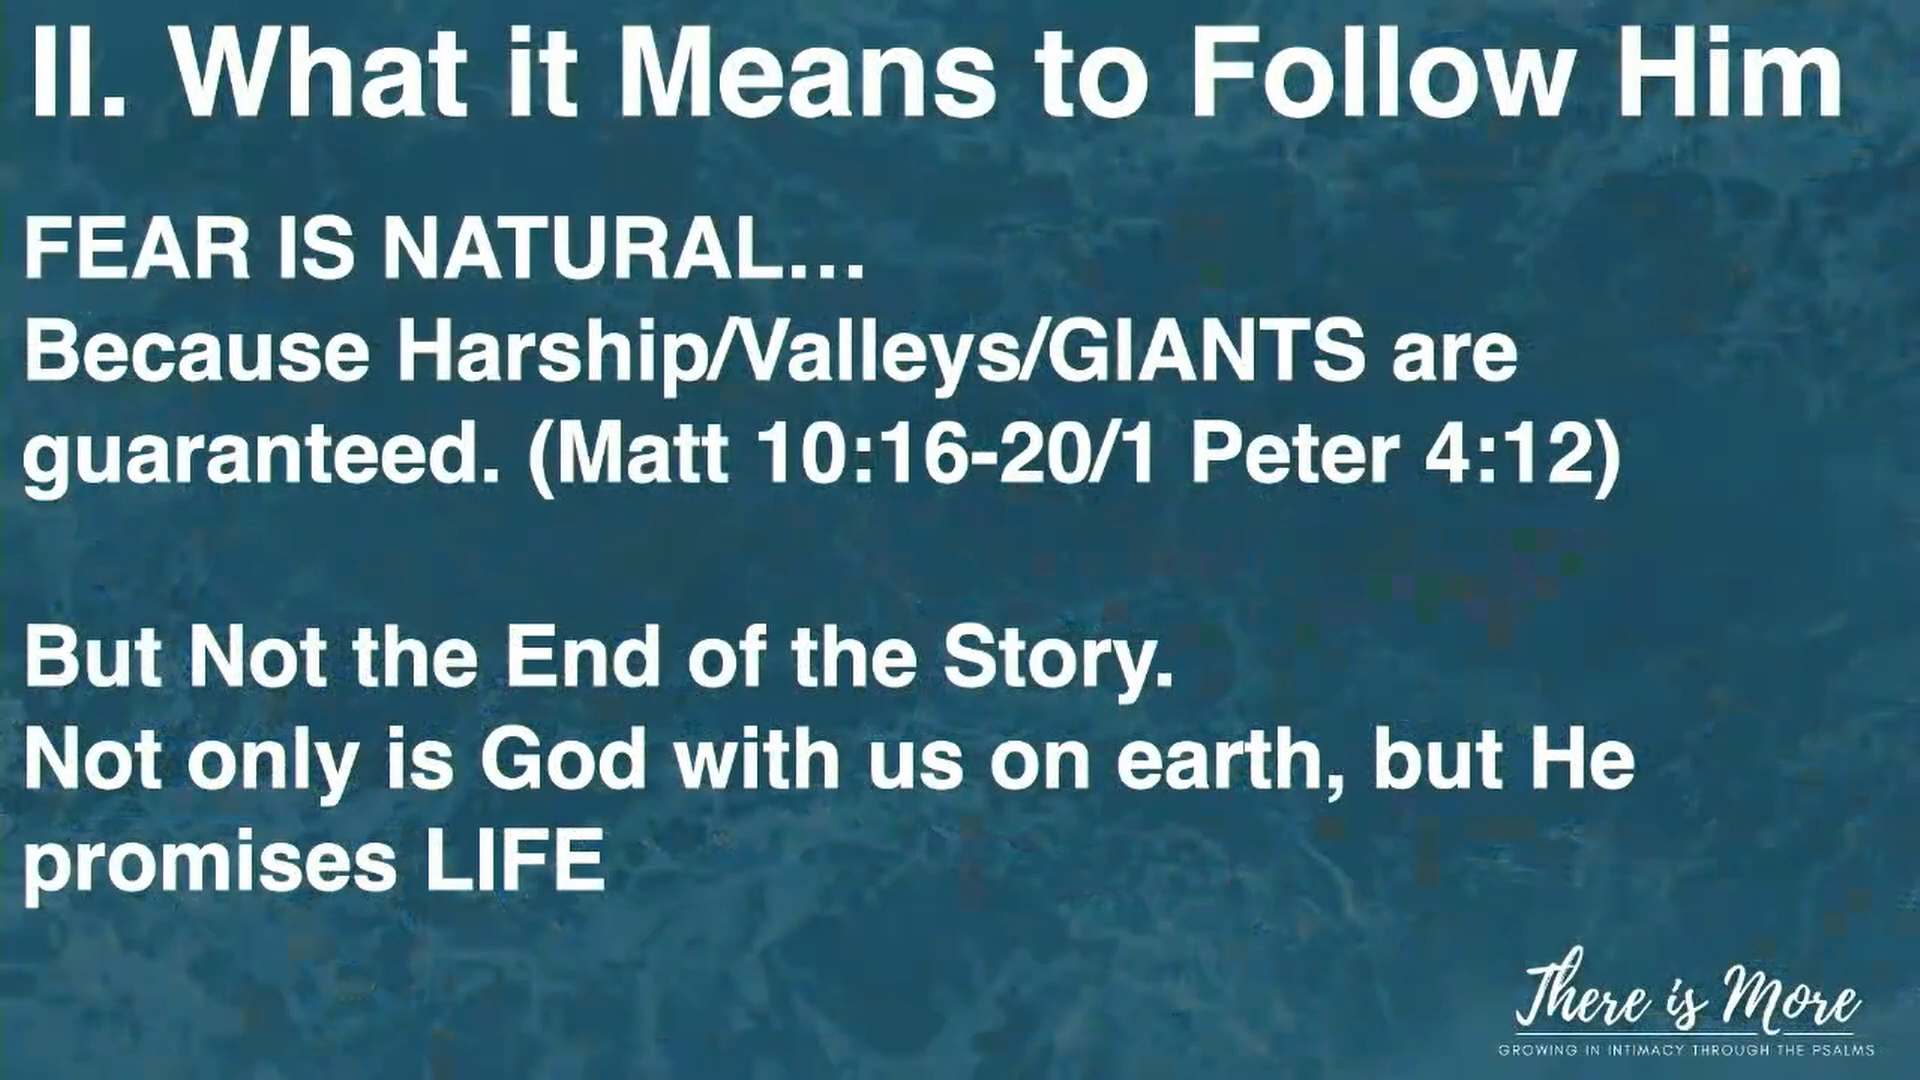 II. What it Means to Follow Him
FEAR IS NATURAL...
Because Harship/Valleys/GIANTS are
guaranteed. (Matt 10:16-20/1 Peter 4:12)
But Not the End of the Story.
Not only is God with us on earth, but He
promises LIFE
There is More
GROWING IN INTIMACY THROUGH THE PSALMS